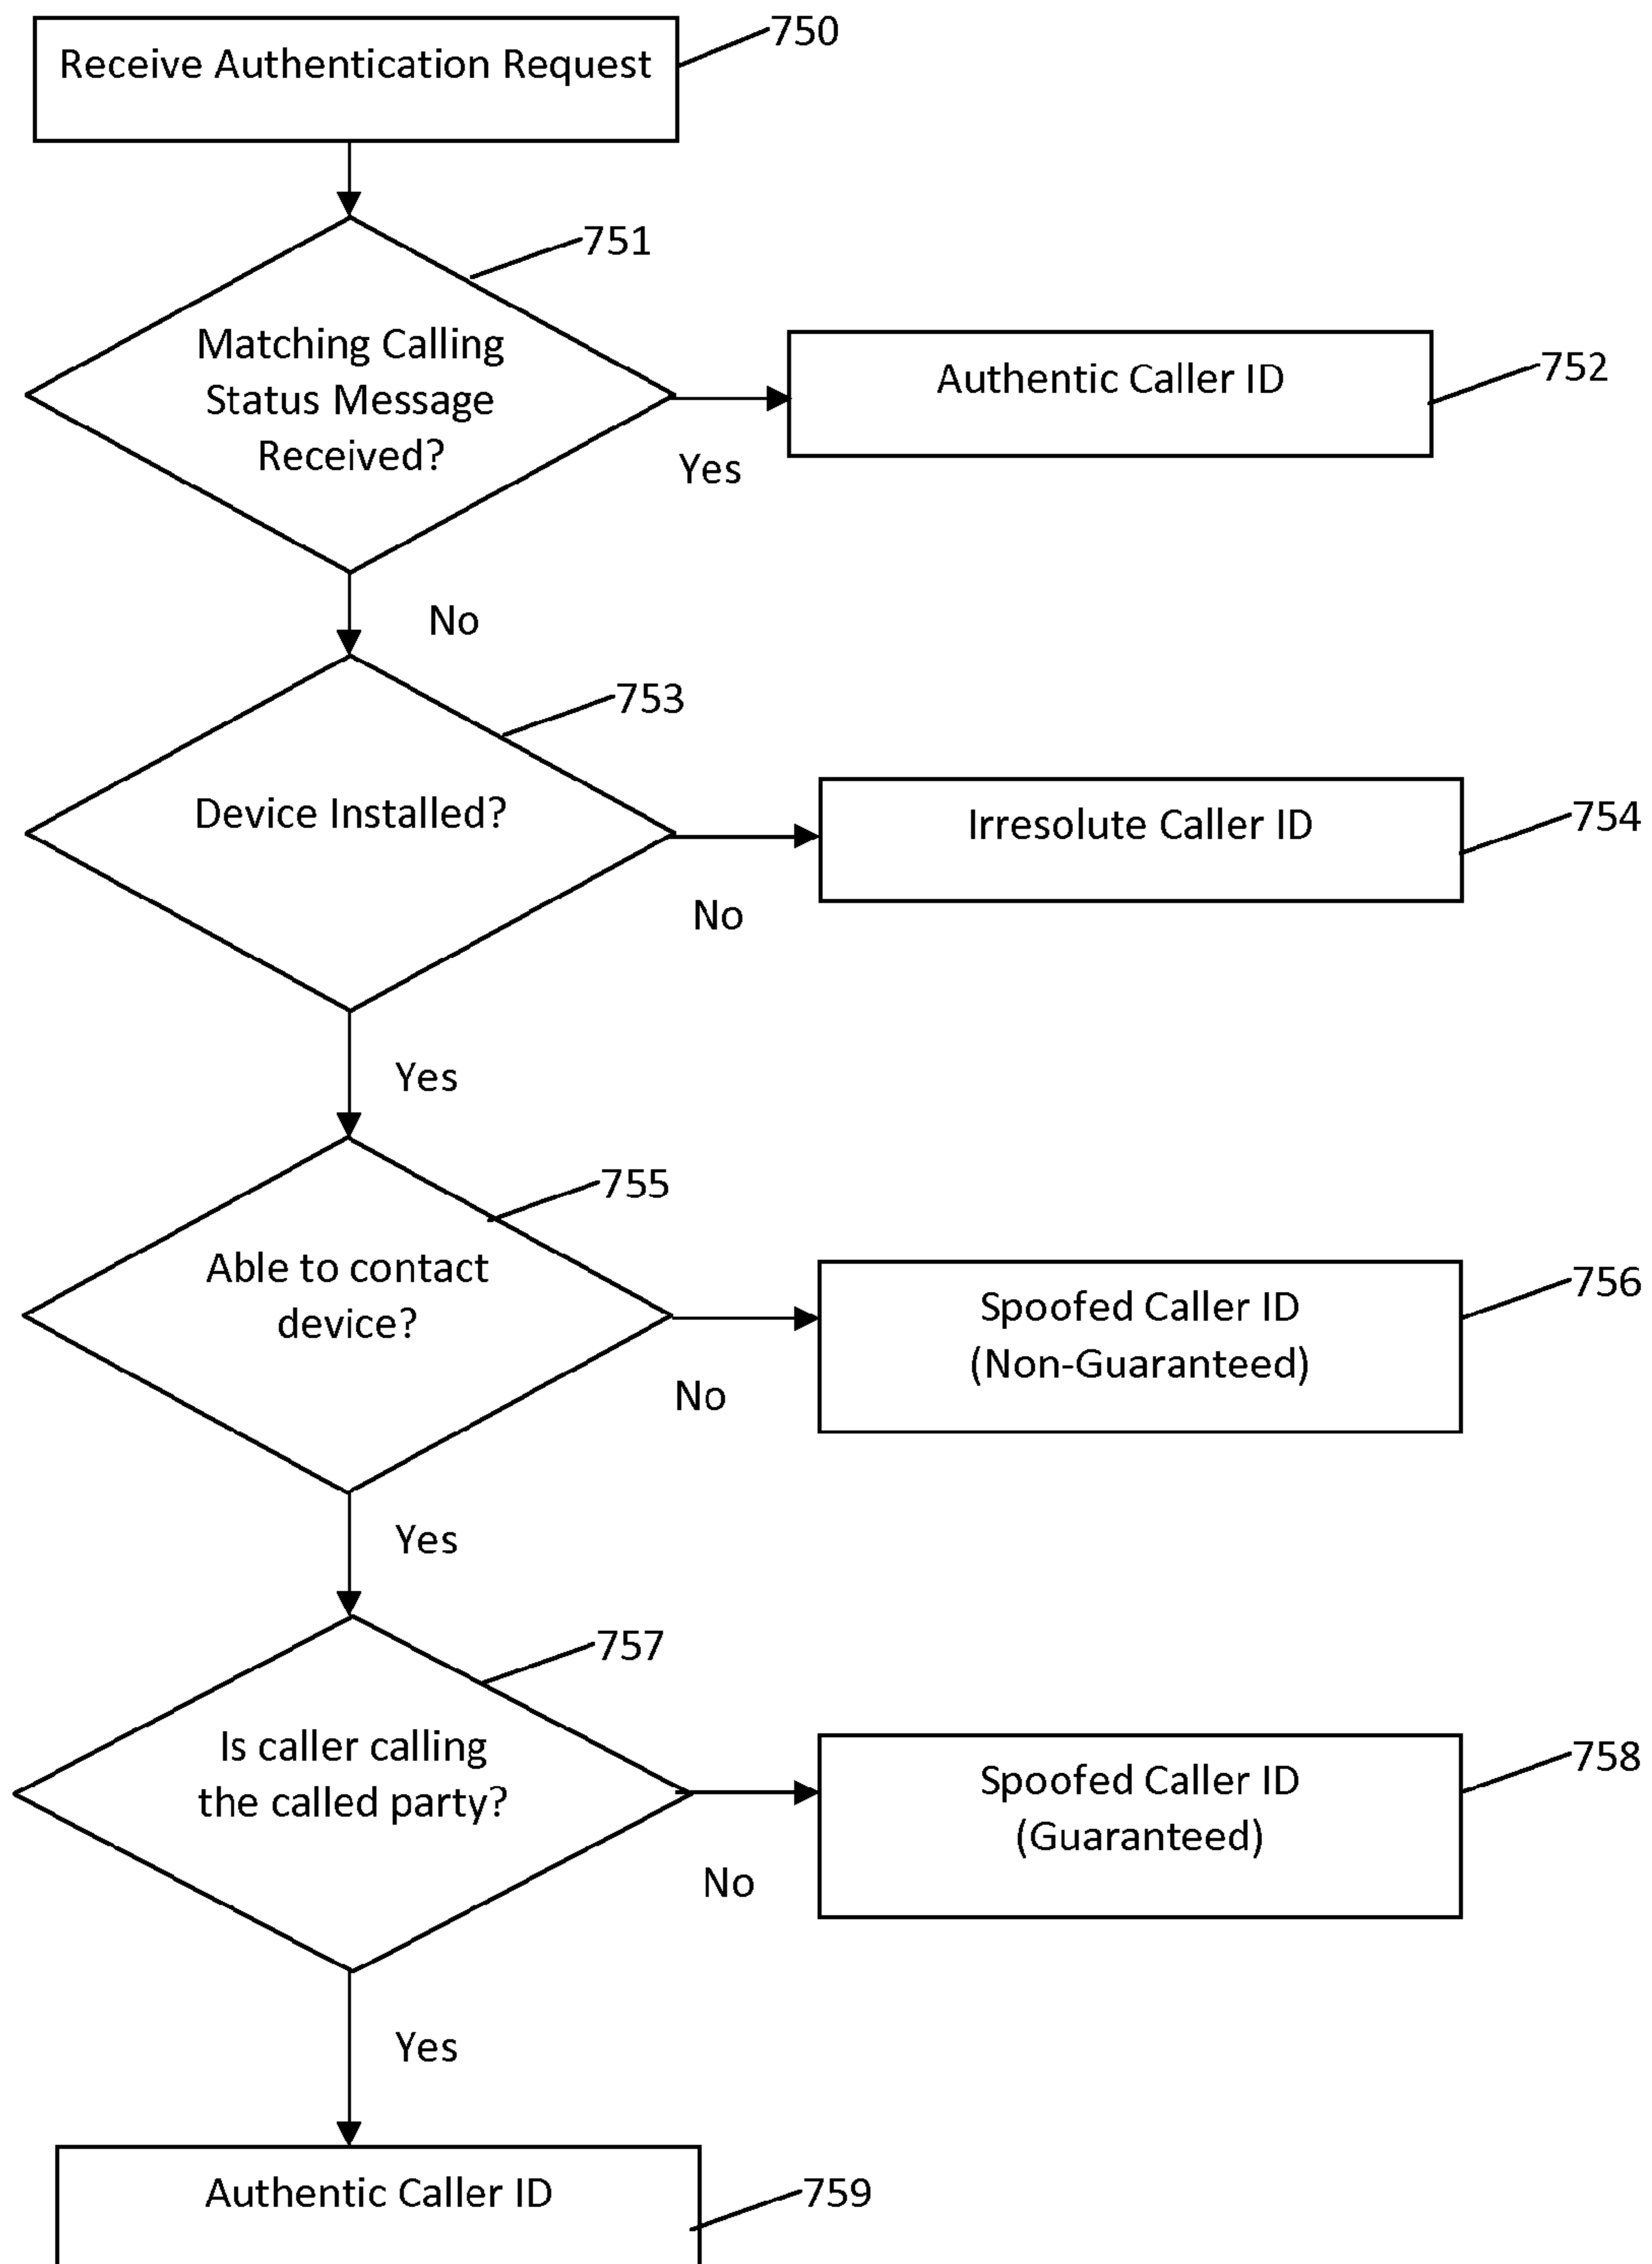 Receive Authentication Request
750
751
Matching Calling
Status Message
Received?
Authentic Caller ID
752
Yes
No
753
Device Installed?
Irresolute Caller ID
754
No
Yes
755
Able to contact
device?
Spoofed Caller ID
(Non-Guaranteed)
756
No
Yes
757
Is caller calling
the called party?
Spoofed Caller ID
(Guaranteed)
758
No
Yes
Authentic Caller ID
759